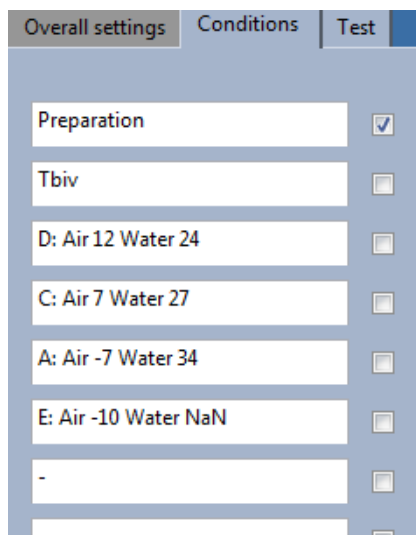 Overall settings Conditions Test
Preparation
Tbiv
D: Air 12 Water 24
C: Air 7 Water 27
A: Air -7 Water 34
E: Air -10 Water NaN
-